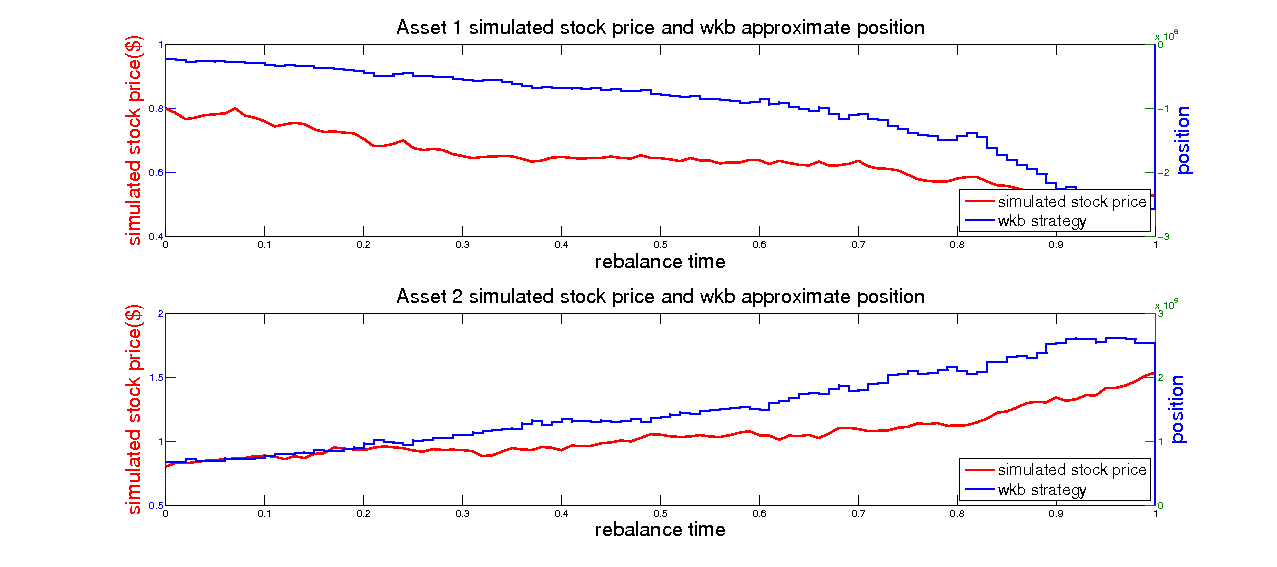 Asset 1 simulated stock price and wkb approximate position
simulated stock price($)
1
0.8
0.6
0.4
0
−1
−2
−3
position
simulated stock price
wkb strategy
0 0.1 0.2 0.3 0.4 0.5 0.6 0.7 0.8 0.9 1
rebalance time
Asset 2 simulated stock price and wkb approximate position
simulated stock price($)
2
1.5
1
0.5
3
2
1
0
position
simulated stock price
wkb strategy
0 0.1 0.2 0.3 0.4 0.5 0.6 0.7 0.8 0.9 1
rebalance time